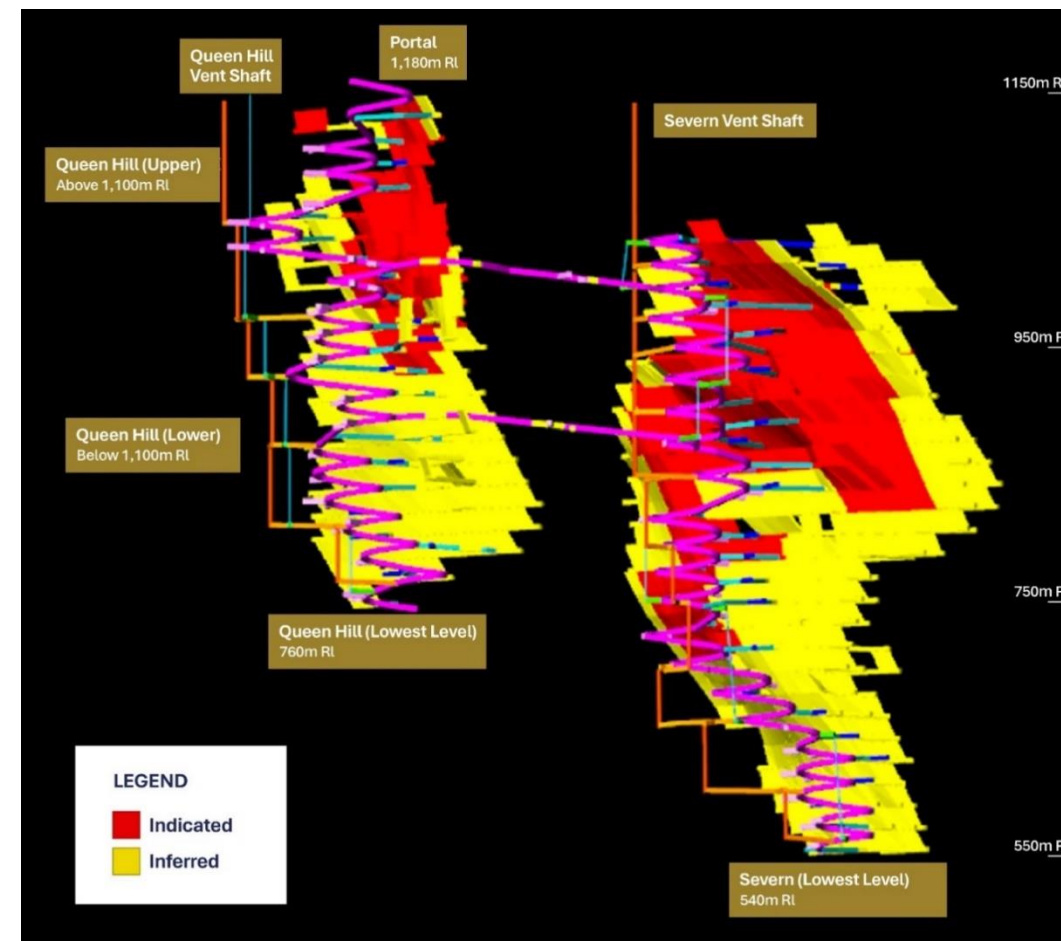 Portal
1,180m Rl
Queen Hill
Vent Shaft
1150m R
Severn Vent Shaft
Queen Hill (Upper)
Above 1,100m Rl
950m R
Queen Hill (Lower)
Below 1,100m Rl
750m R
Queen Hill (Lowest Level)
760m Rl
LEGEND
Indicated
Inferred
550m R
Severn (Lowest Level)
540m Rl